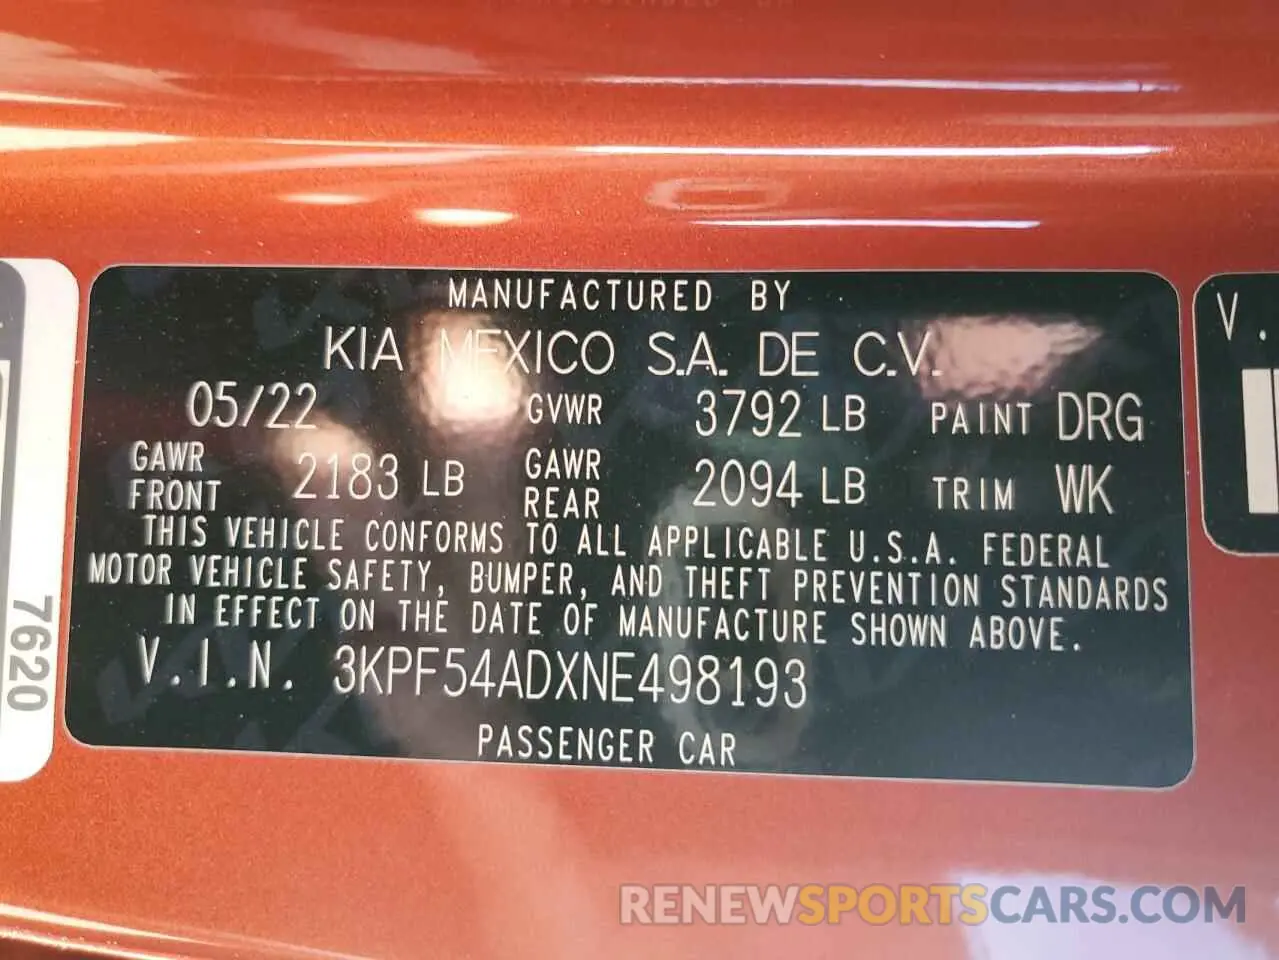 MANUFACTURED BY
KIA MEXICO S.A. DE C.V.
05/22 GVWR 3792 LB PAINT DRG
GAWR FRONT 2183 LB GAWR REAR 2094 LB TRIM WK
THIS VEHICLE CONFORMS TO ALL APPLICABLE U.S.A. FEDERAL
MOTOR VEHICLE SAFETY, BUMPER, AND THEFT PREVENTION STANDARDS
IN EFFECT ON THE DATE OF MANUFACTURE SHOWN ABOVE.
V.I.N. 3KPF54ADXNE498193
PASSENGER CAR
7620
V.
RENEWSPORTSCARS.COM